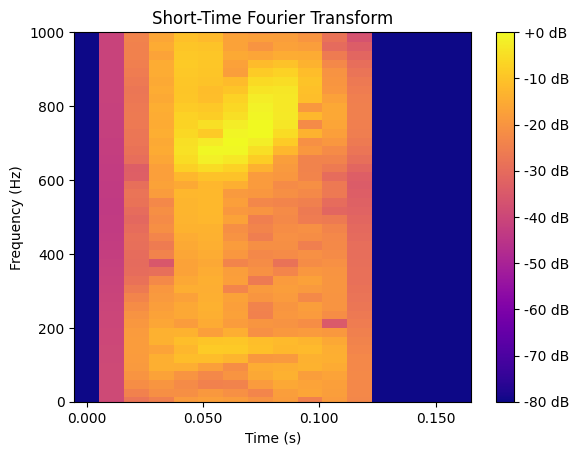 Short-Time Fourier Transform
Frequency (Hz)
1000
800
600
400
200
0
0.000
0.050
0.100
0.150
Time (s)
+0 dB
-10 dB
-20 dB
-30 dB
-40 dB
-50 dB
-60 dB
-70 dB
-80 dB